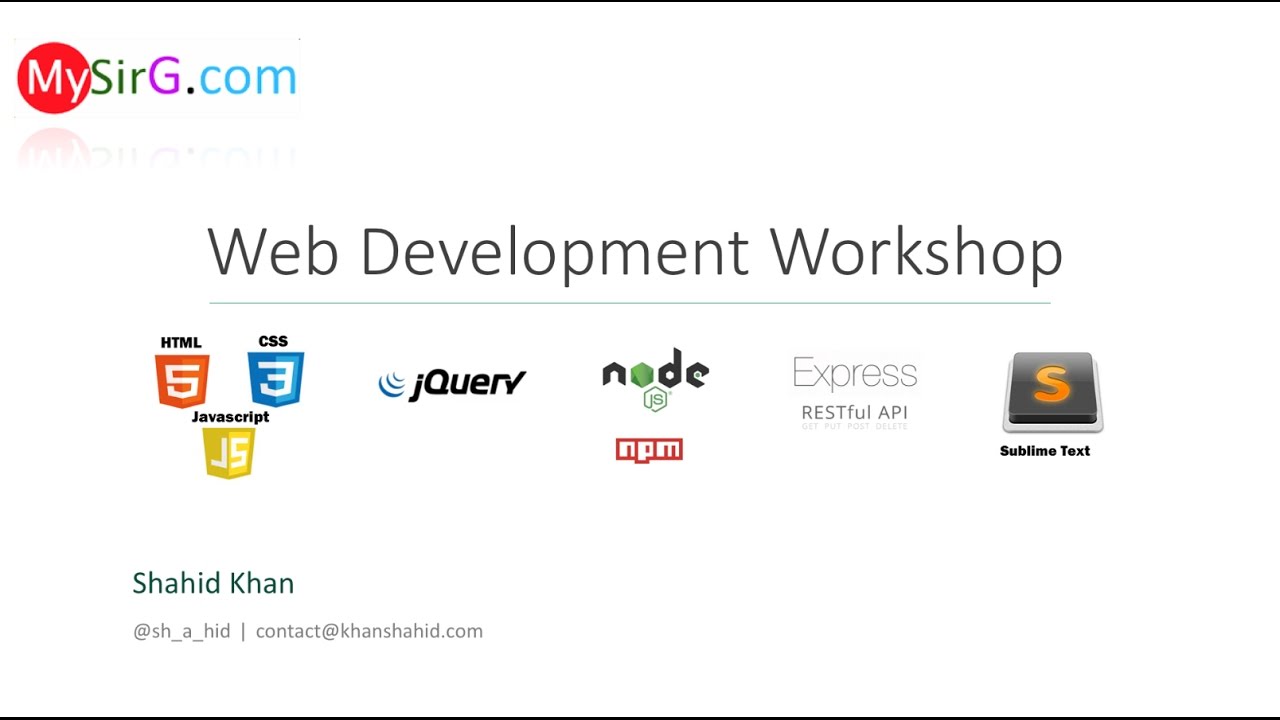 MySirG.com
Web Development Workshop
HTML
CSS
5
3
Javascript
JS
jQuery
node
JS
npm
Express
RESTful API
GET PUT POST DELETE
S
Sublime Text
Shahid Khan
@sh_a_hid | contact@khanshahid.com